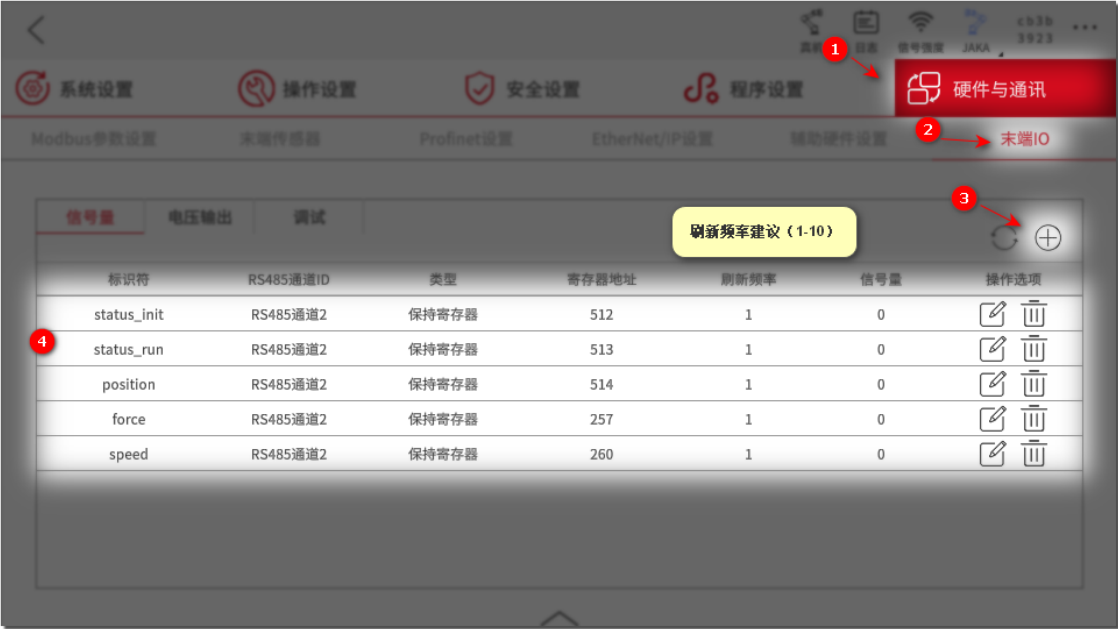 真机 日志 信号强度 JAKA cb3b
3923
1
系统设置 操作设置 安全设置 程序设置 硬件与通讯
2
Modbus参数设置 末端传感器 Profinet设置 EtherNet/IP设置 辅助硬件设置 末端IO
3
信号量 电压输出 调试
刷新频率建议（1-10）
标识符 RS485通道ID 类型 寄存器地址 刷新频率 信号量 操作选项
status_init RS485通道2 保持寄存器 512 1 0
4
status_run RS485通道2 保持寄存器 513 1 0
position RS485通道2 保持寄存器 514 1 0
force RS485通道2 保持寄存器 257 1 0
speed RS485通道2 保持寄存器 260 1 0